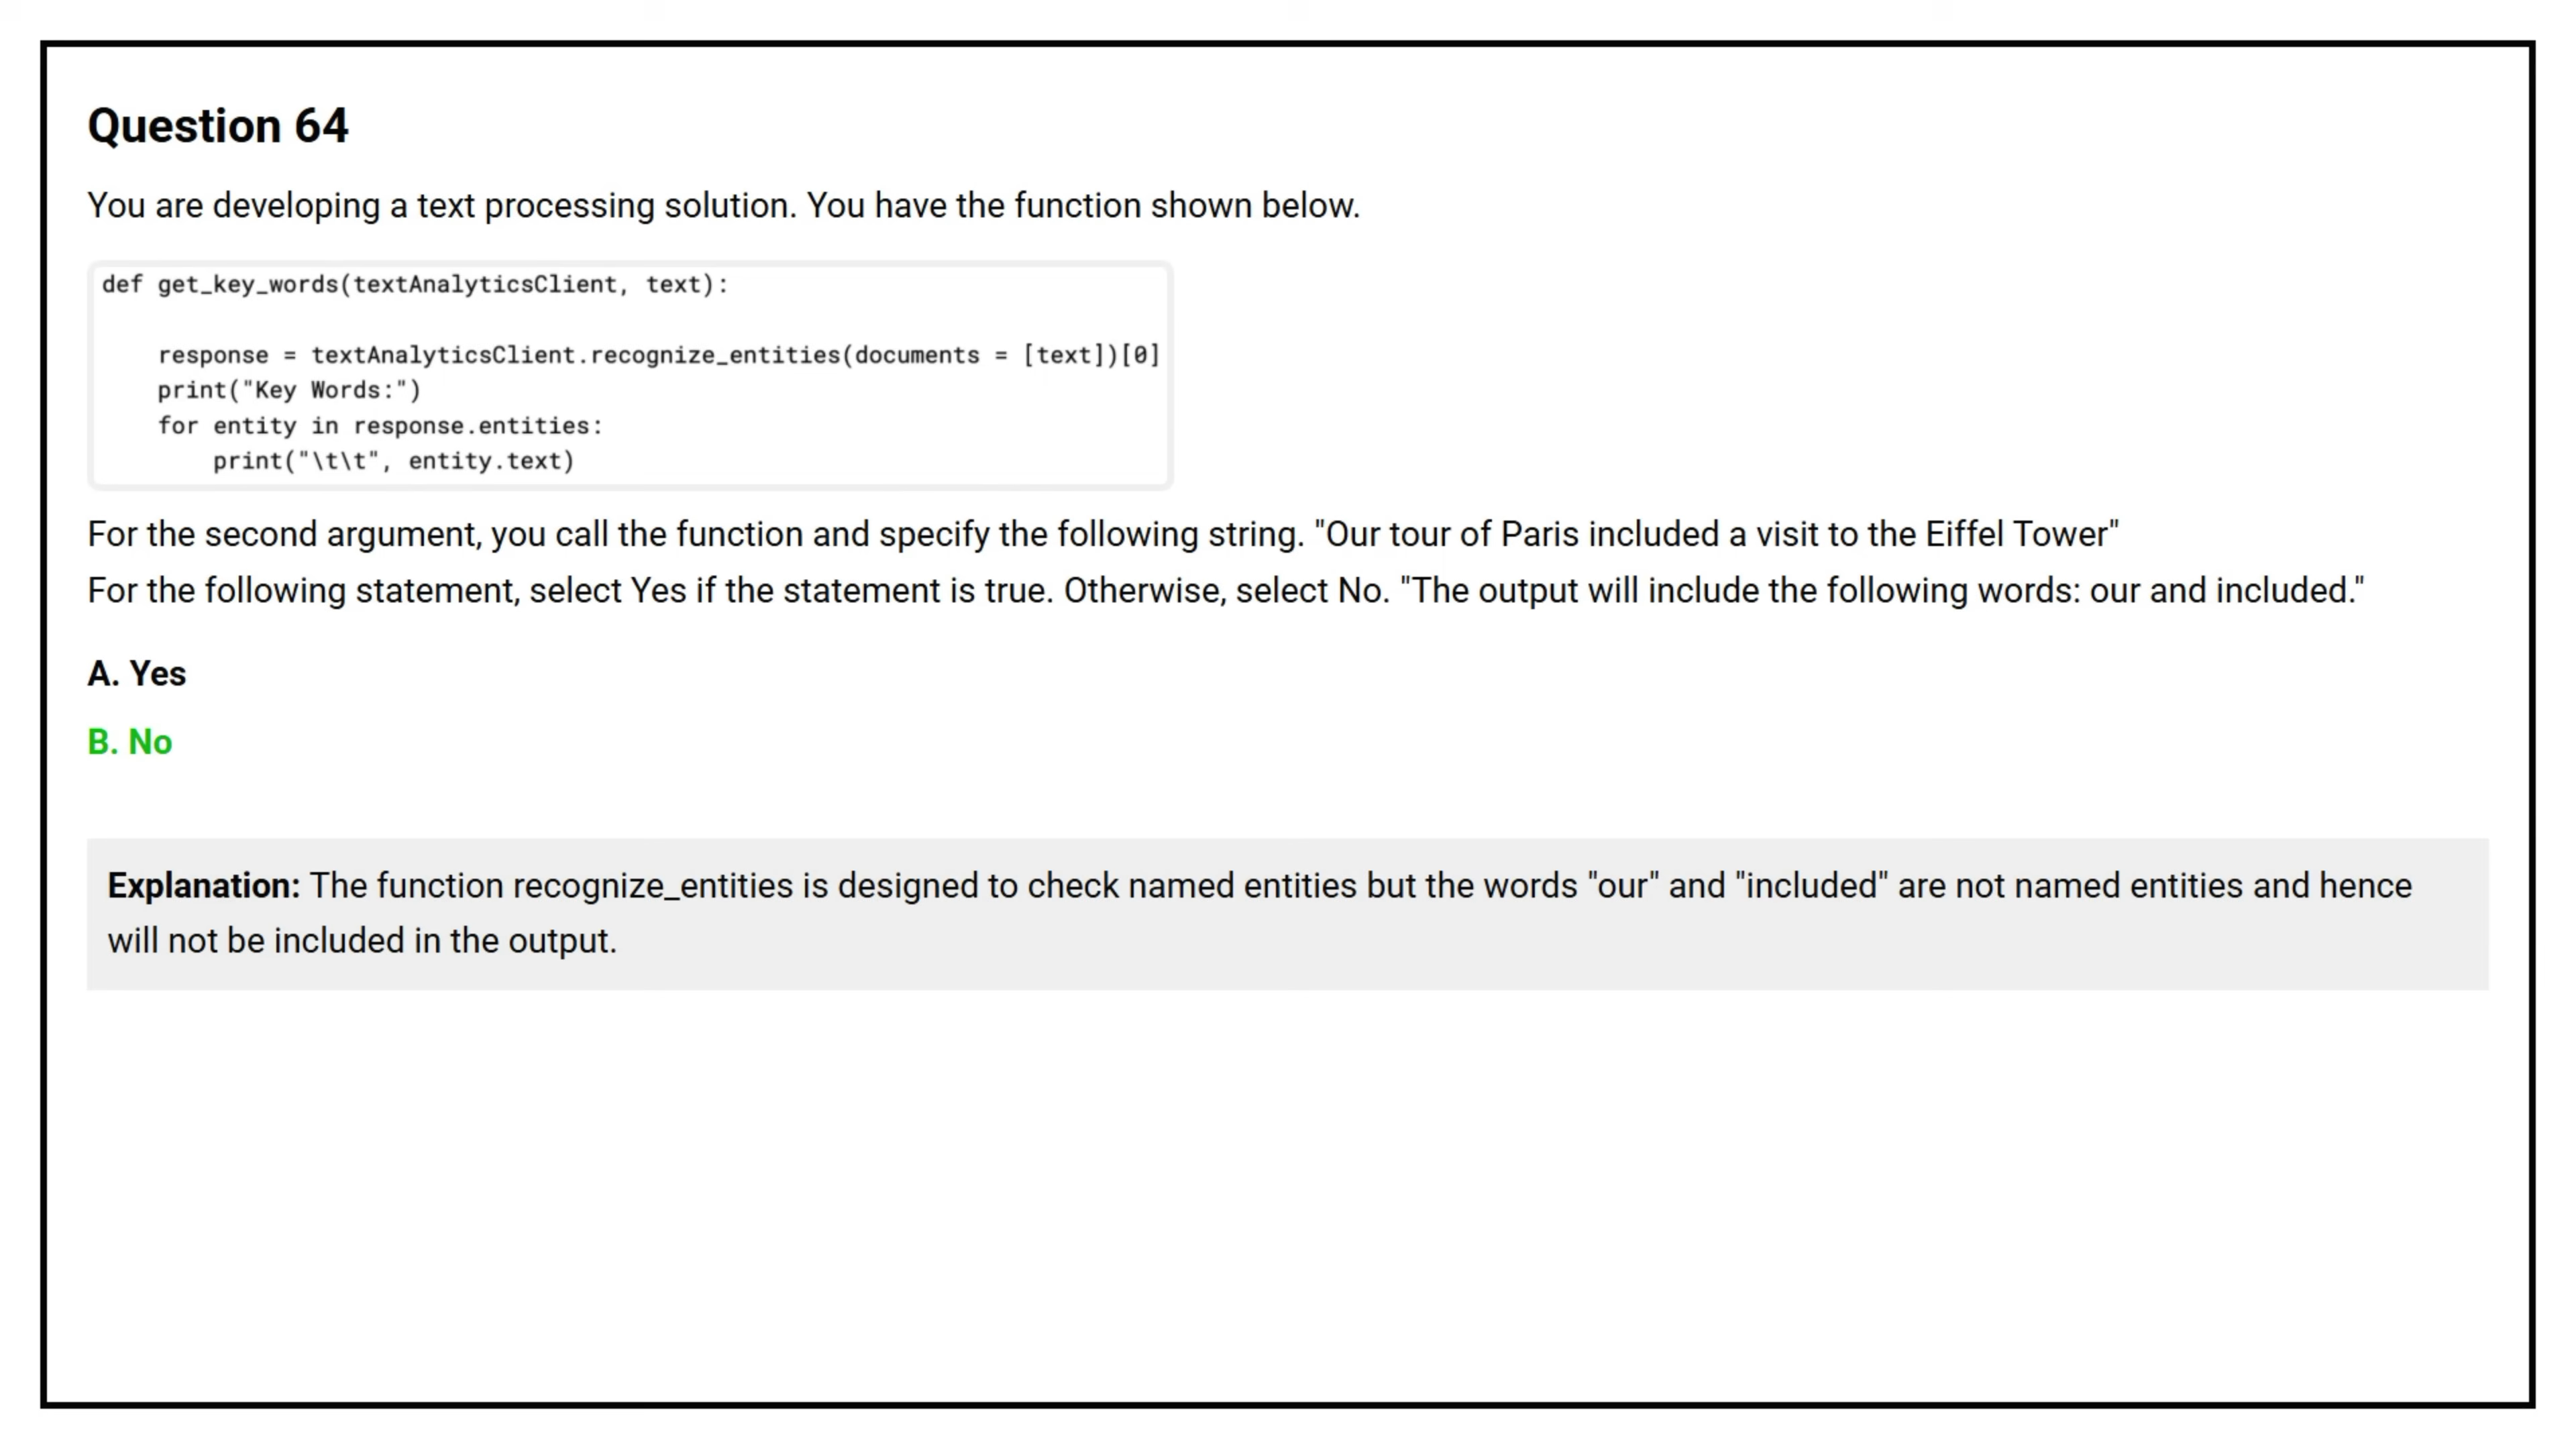 Question 64
You are developing a text processing solution. You have the function shown below.
def get_key_words(textAnalyticsClient, text):
    response = textAnalyticsClient.recognize_entities(documents = [text])[0]
    print("Key Words:")
    for entity in response.entities:
        print("\t\t", entity.text)
For the second argument, you call the function and specify the following string. "Our tour of Paris included a visit to the Eiffel Tower"
For the following statement, select Yes if the statement is true. Otherwise, select No. "The output will include the following words: our and included."
A. Yes
B. No
Explanation: The function recognize_entities is designed to check named entities but the words "our" and "included" are not named entities and hence
will not be included in the output.